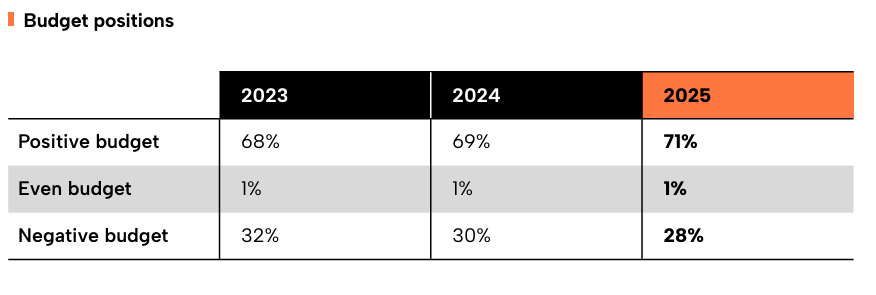 Budget positions
2023 2024 2025
Positive budget 68% 69% 71%
Even budget 1% 1% 1%
Negative budget 32% 30% 28%